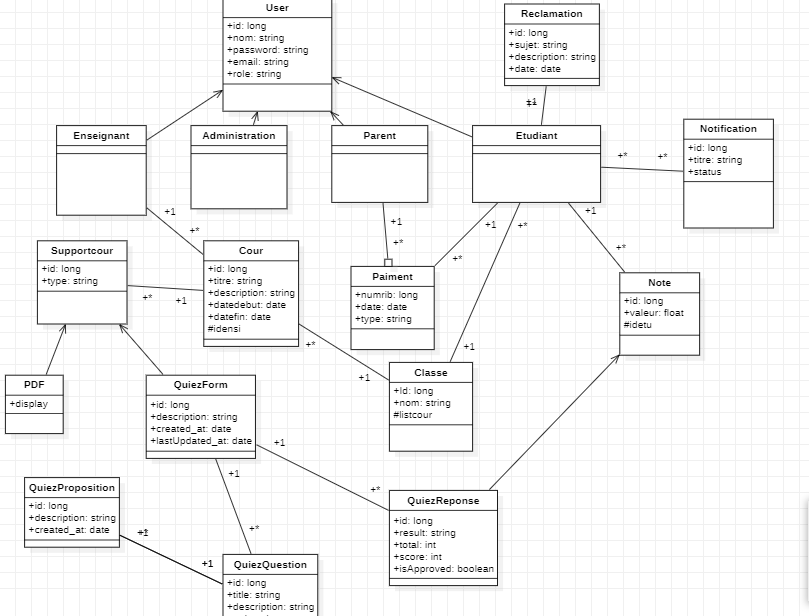 User
+id: long
+nom: string
+password: string
+email: string
+role: string
Reclamation
+id: long
+sujet: string
+description: string
+date: date
Enseignant
Administration
Parent
Etudiant
Notification
+id: long
+titre: string
+status
+*
+*
+1
+*
+1
+*
+1
+*
+*
+1
+*
Supportcour
+id: long
+type: string
Cour
+id: long
+titre: string
+description: string
+datedebut: date
+datefin: date
#idensi
+*
+1
Paiment
+numrib: long
+date: date
+type: string
Note
+id: long
+valeur: float
#idetu
+*
+1
+1
Classe
+id: long
+nom: string
#listcour
PDF
+display
QuiezForm
+id: long
+description: string
+created_at: date
+lastUpdated_at: date
+1
+*
+1
+*
QuiezProposition
+id: long
+description: string
+created_at: date
+1
QuiezReponse
+id: long
+result: string
+total: int
+score: int
+isApproved: boolean
QuiezQuestion
+id: long
+title: string
+description: string